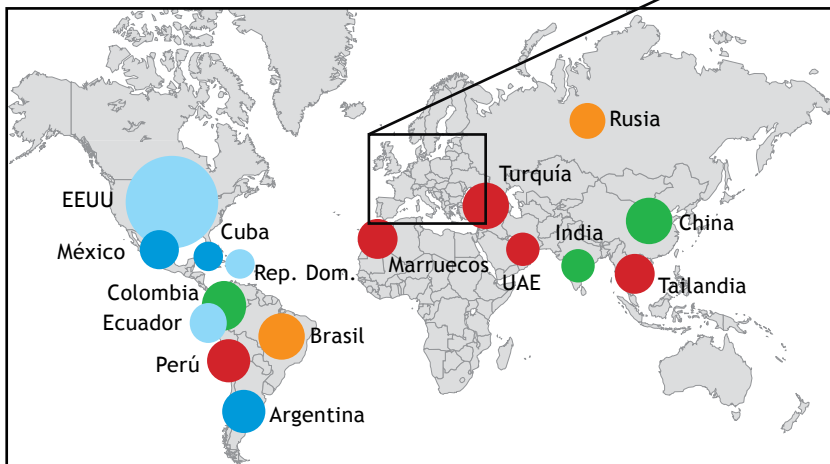 Rusia
Turquía
EEUU
Cuba
India
China
México
Marruecos
Rep. Dom.
UAE
Tailandia
Colombia
Ecuador
Brasil
Perú
Argentina